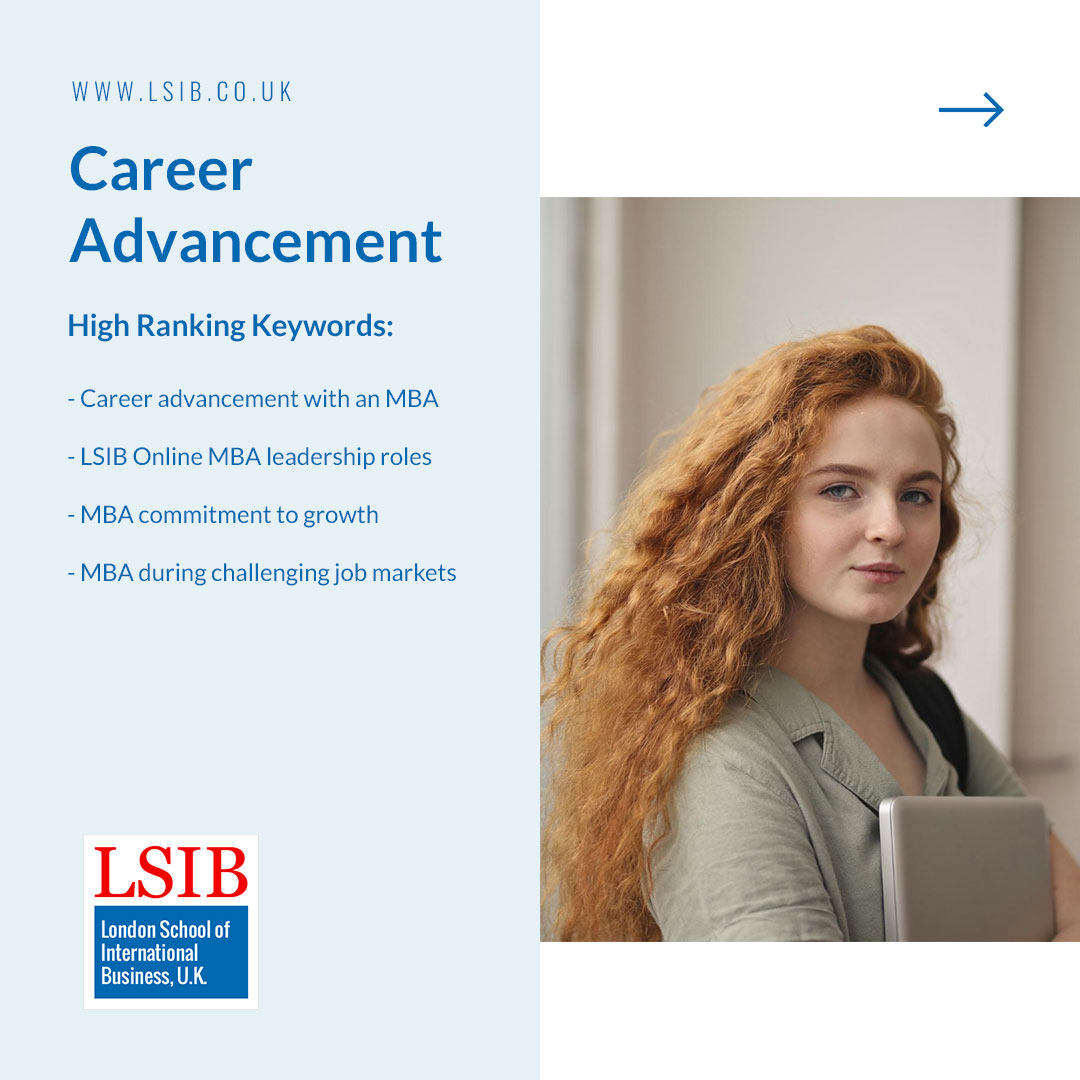 WWW.LSIB.CO.UK
Career
Advancement
High Ranking Keywords:
- Career advancement with an MBA
- LSIB Online MBA leadership roles
- MBA commitment to growth
- MBA during challenging job markets
LSIB
London School of
International
Business, U.K.